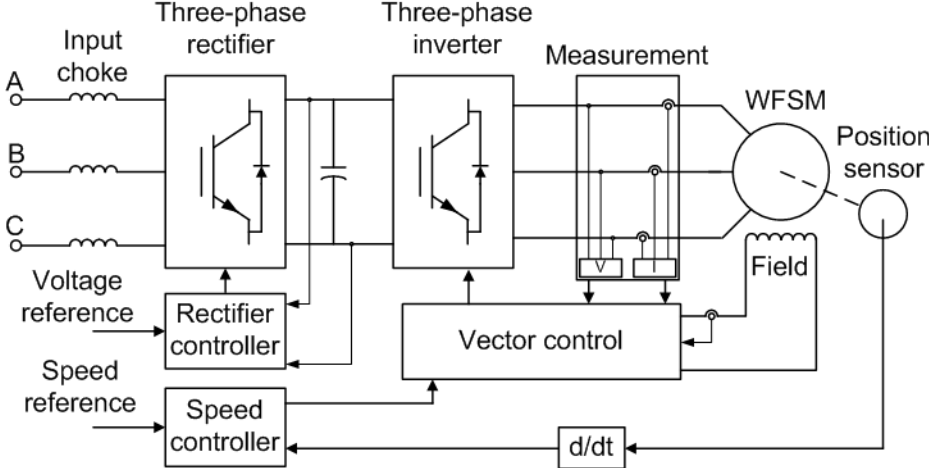 Three-phase
rectifier
Three-phase
inverter
Input
choke
Measurement
A
WFSM
Position
sensor
B
C
V
I
Field
Voltage
reference
Rectifier
controller
Vector control
Speed
reference
Speed
controller
d/dt